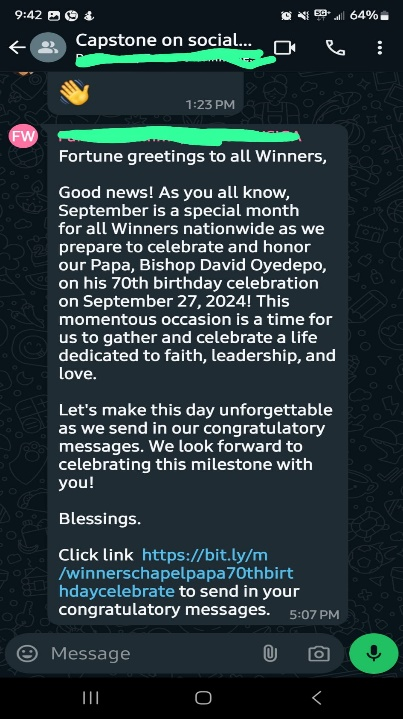 9:42
5G+
64%
Capstone on social...
1:23 PM
FW
Fortune greetings to all Winners,
Good news! As you all know,
September is a special month
for all Winners nationwide as we
prepare to celebrate and honor
our Papa, Bishop David Oyedepo,
on his 70th birthday celebration
on September 27, 2024! This
momentous occasion is a time for
us to gather and celebrate a life
dedicated to faith, leadership, and
love.
Let's make this day unforgettable
as we send in our congratulatory
messages. We look forward to
celebrating this milestone with
you!
Blessings.
Click link https://bit.ly/m
/winnerschapelpapa70thbirt
hdaycelebrate to send in your
congratulatory messages.
5:07 PM
Message